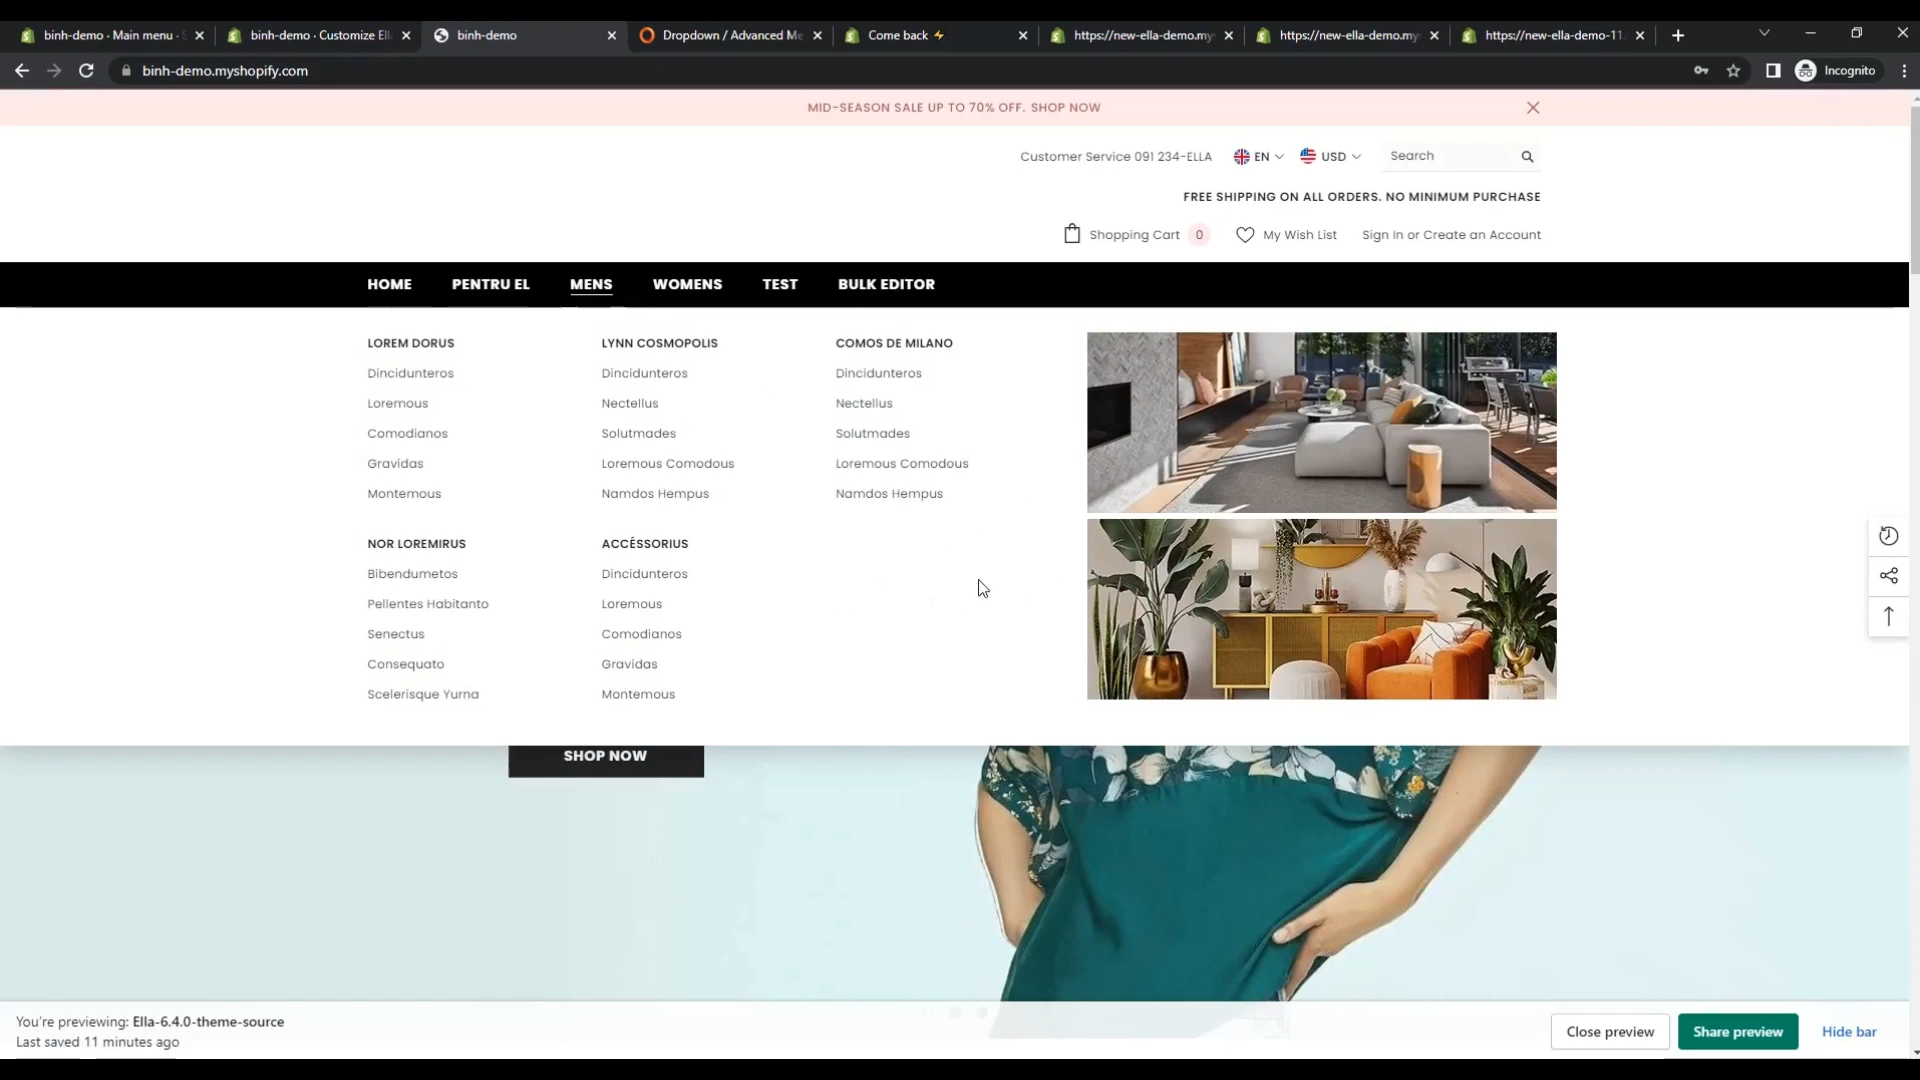 binh-demo · Main menu ·
binh-demo · Customize Ell
binh-demo
Dropdown / Advanced Me
Come back ⚡
https://new-ella-demo.my
https://new-ella-demo.my
https://new-ella-demo-11.
binh-demo.myshopify.com
Incognito
MID-SEASON SALE UP TO 70% OFF. SHOP NOW
Customer Service 091 234-ELLA
EN
USD
Search
FREE SHIPPING ON ALL ORDERS. NO MINIMUM PURCHASE
Shopping Cart 0
My Wish List
Sign In or Create an Account
HOME
PENTRU EL
MENS
WOMENS
TEST
BULK EDITOR
LOREM DORUS
Dincidunteros
Loremous
Comodianos
Gravidas
Montemous
LYNN COSMOPOLIS
Dincidunteros
Nectellus
Solutmades
Loremous Comodous
Namdos Hempus
COMOS DE MILANO
Dincidunteros
Nectellus
Solutmades
Loremous Comodous
Namdos Hempus
NOR LOREMIRUS
Bibendumetos
Pellentes Habitanto
Senectus
Consequato
Scelerisque Yurna
ACCÉSSORIUS
Dincidunteros
Loremous
Comodianos
Gravidas
Montemous
SHOP NOW
You're previewing: Ella-6.4.0-theme-source
Last saved 11 minutes ago
Close preview
Share preview
Hide bar